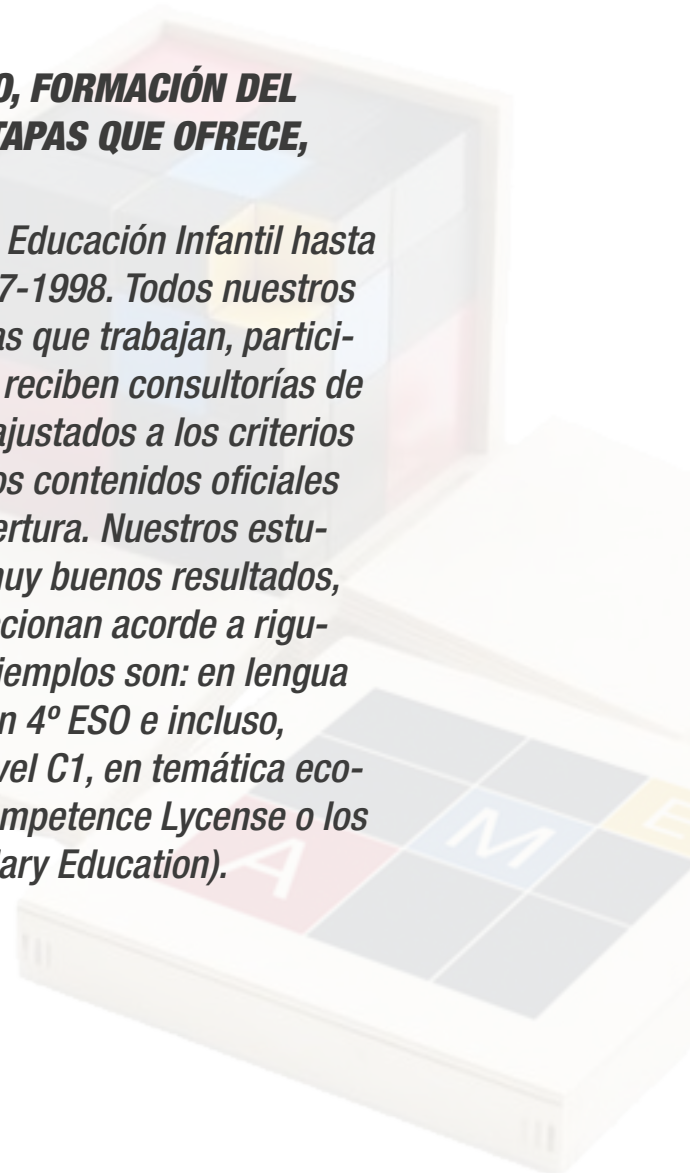 O, FORMACIÓN DEL
TAPAS QUE OFRECE,
Educación Infantil hasta
7-1998. Todos nuestros
as que trabajan, partici-
reciben consultorías de
ajustados a los criterios
os contenidos oficiales
ertura. Nuestros estu-
muy buenos resultados,
cionan acorde a rigu-
jemplos son: en lengua
n 4º ESO e incluso,
vel C1, en temática eco-
mpetence Lycense o los
lary Education).
A M E